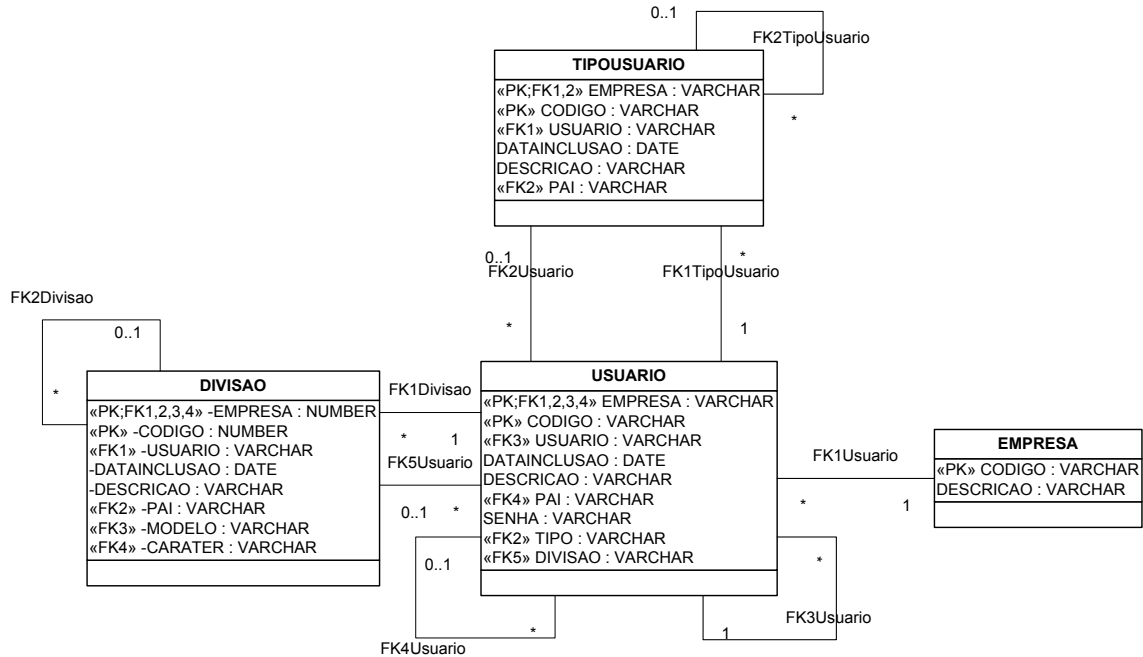 0..1
FK2TipoUsuario
TIPOUSUARIO
«PK;FK1,2» EMPRESA : VARCHAR
«PK» CODIGO : VARCHAR
«FK1» USUARIO : VARCHAR
DATAINCLUSAO : DATE
DESCRICAO : VARCHAR
«FK2» PAI : VARCHAR
*
0..1
FK2Usuario
*
*
FK1TipoUsuario
1
FK2Divisao
0..1
*
DIVISAO
«PK;FK1,2,3,4» -EMPRESA : NUMBER
«PK» -CODIGO : NUMBER
«FK1» -USUARIO : VARCHAR
-DATAINCLUSAO : DATE
-DESCRICAO : VARCHAR
«FK2» -PAI : VARCHAR
«FK3» -MODELO : VARCHAR
«FK4» -CARATER : VARCHAR
FK1Divisao
* 1
FK5Usuario
0..1 *
USUARIO
«PK;FK1,2,3,4» EMPRESA : VARCHAR
«PK» CODIGO : VARCHAR
«FK3» USUARIO : VARCHAR
DATAINCLUSAO : DATE
DESCRICAO : VARCHAR
«FK4» PAI : VARCHAR
SENHA : VARCHAR
«FK2» TIPO : VARCHAR
«FK5» DIVISAO : VARCHAR
FK1Usuario
* 1
EMPRESA
«PK» CODIGO : VARCHAR
DESCRICAO : VARCHAR
0..1
*
FK4Usuario
*
1
FK3Usuario